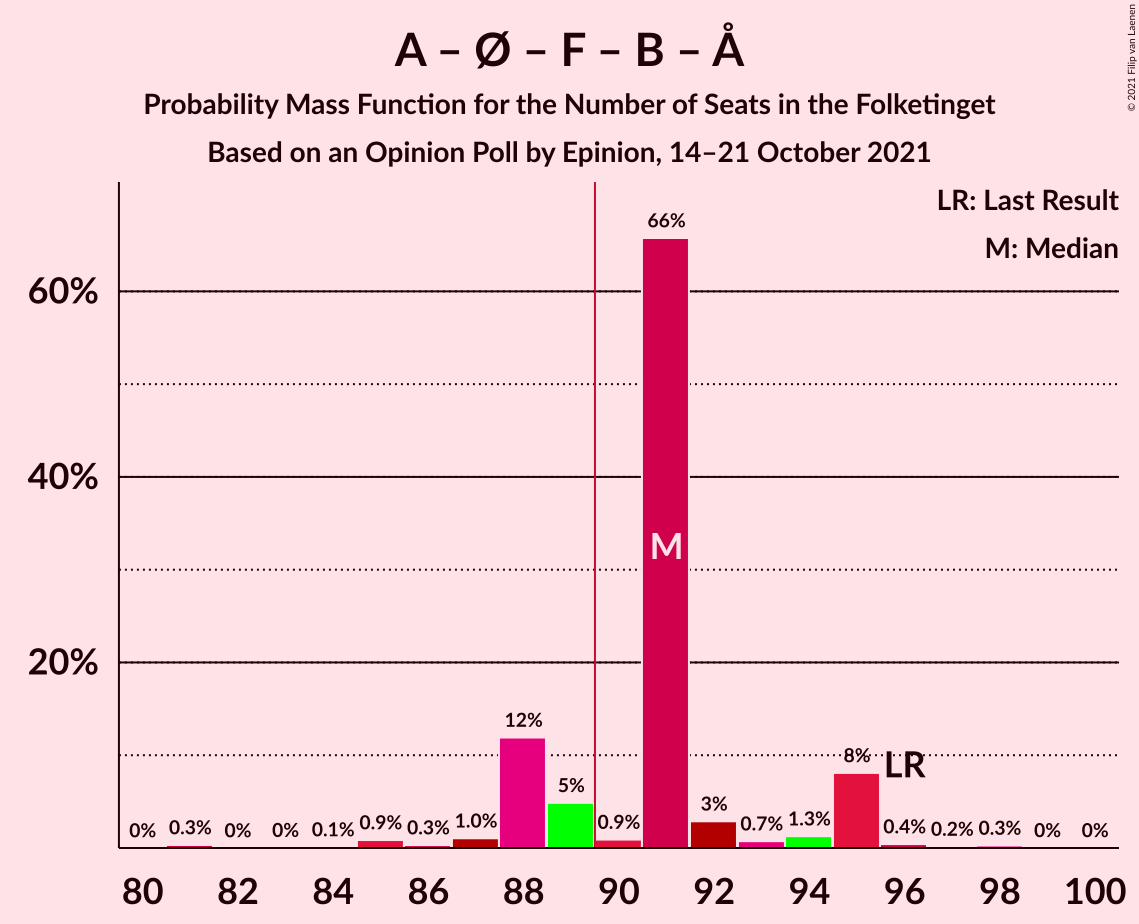 A – Ø – F – B – Å
Probability Mass Function for the Number of Seats in the Folketinget
Based on an Opinion Poll by Epinion, 14–21 October 2021
© 2021 Filip van Laenen
LR: Last Result
M: Median
60%
40%
20%
66%
M
12%
5%
8%
LR
0%
0.3%
0%
0%
0.1%
0.9%
0.3%
1.0%
0.9%
3%
0.7%
1.3%
0.4%
0.2%
0.3%
0%
0%
80 82 84 86 88 90 92 94 96 98 100